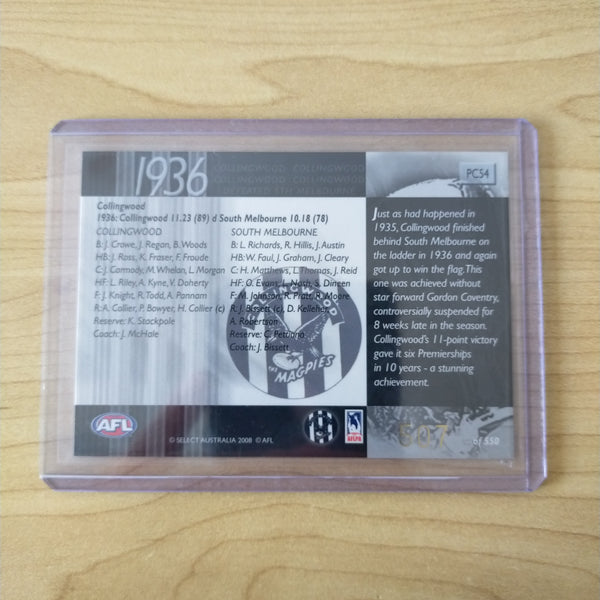 1936
COLLINGWOOD COLLINGWOOD COLLINGWOOD
COLLINGWOOD COLLINGWOOD COLLINGWOOD
DEFEATED STH MELBOURNE
PCS4
Collingwood
1936: Collingwood 11.23 (89) d South Melbourne 10.18 (78)
COLLINGWOOD
B: J. Crowe, J. Regan, B. Woods
HB: J. Ross, K. Fraser, F. Froude
C: J. Carmody, M. Whelan, L. Morgan
HF: L. Riley, A. Kyne, V. Doherty
F: J. Knight, R. Todd, A. Pannam
R: A. Collier, P. Bowyer, H. Collier (c)
Reserve: K. Stackpole
Coach: J. McHale
SOUTH MELBOURNE
B: L. Richards, R. Hillis, J. Austin
HB: W. Faul, J. Graham, J. Cleary
C: H. Matthews, L. Thomas, J. Reid
HF: O. Evans, L. Nash, S. Dineen
F: M. Johnson, R. Pratt, R. Moore
R: J. Bissett (c), D. Kelleher,
A. Robertson
Reserve: C. Pettiona
Coach: J. Bissett
COLLINGWOOD
THE MAGPIES
Just as had happened in
1935, Collingwood finished
behind South Melbourne on
the ladder in 1936 and again
got up to win the flag. This
one was achieved without
star forward Gordon Coventry,
controversially suspended for
8 weeks late in the season.
Collingwood's 11-point victory
gave it six Premierships
in 10 years - a stunning
achievement.
AFL
© SELECT AUSTRALIA 2008 © AFL
AFLPA
507
of 550